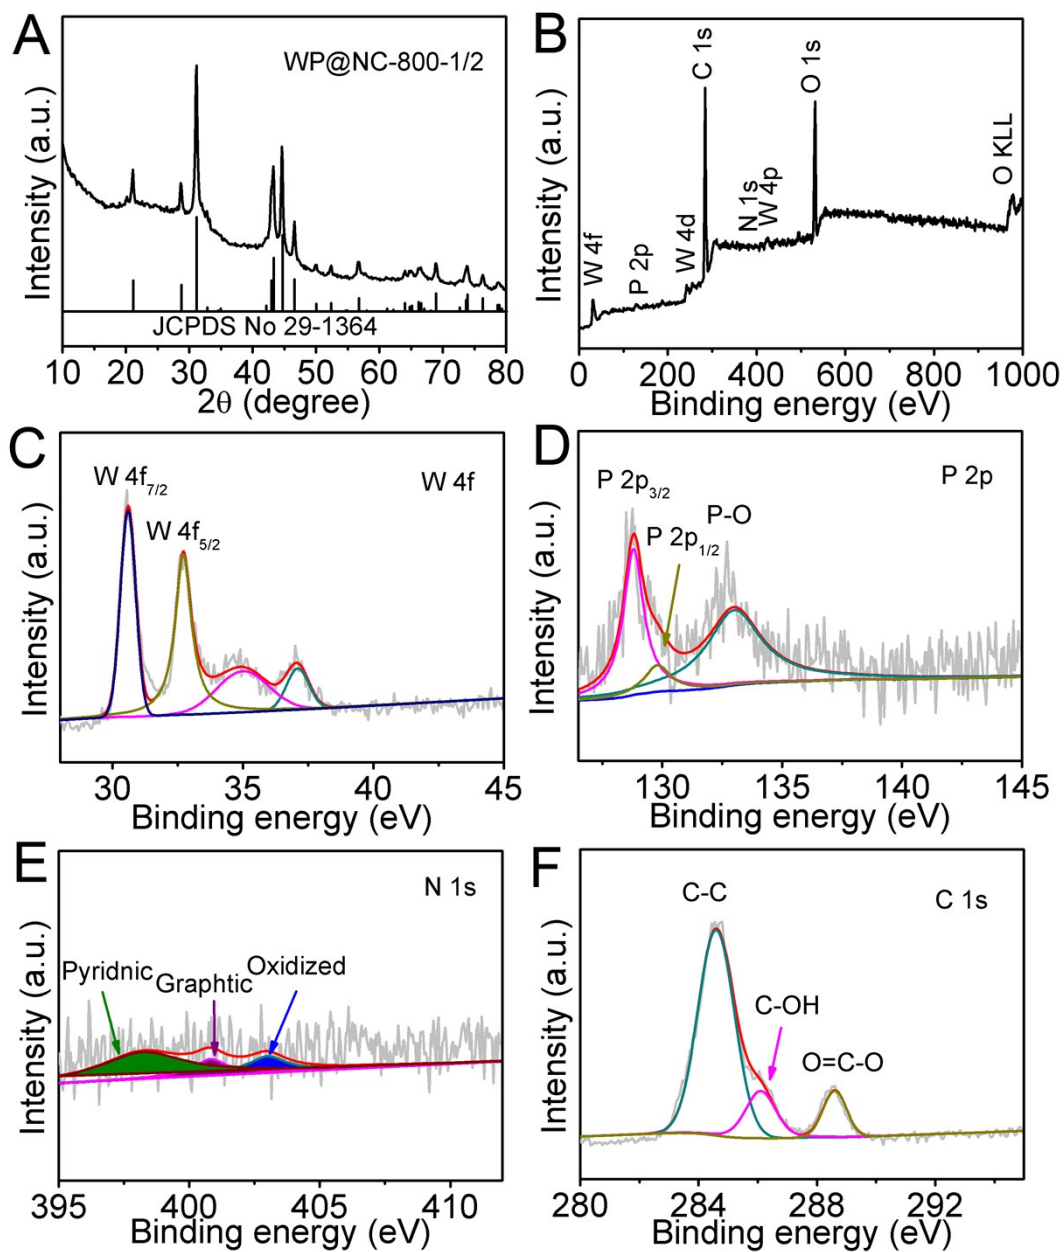 A
WP@NC-800-1/2
Intensity (a.u.)
JCPDS No 29-1364
10 20 30 40 50 60 70 80
2θ (degree)
B
C 1s
O 1s
O KLL
N 1s
W 4p
W 4d
P 2p
W 4f
Intensity (a.u.)
0 200 400 600 800 1000
Binding energy (eV)
C
W 4f7/2
W 4f
W 4f5/2
Intensity (a.u.)
30 35 40 45
Binding energy (eV)
D
P 2p
P 2p3/2
P-O
P 2p1/2
Intensity (a.u.)
130 135 140 145
Binding energy (eV)
E
N 1s
Pyridnic
Graphtic
Oxidized
Intensity (a.u.)
395 400 405 410
Binding energy (eV)
F
C-C
C 1s
C-OH
O=C-O
Intensity (a.u.)
280 284 288 292
Binding energy (eV)